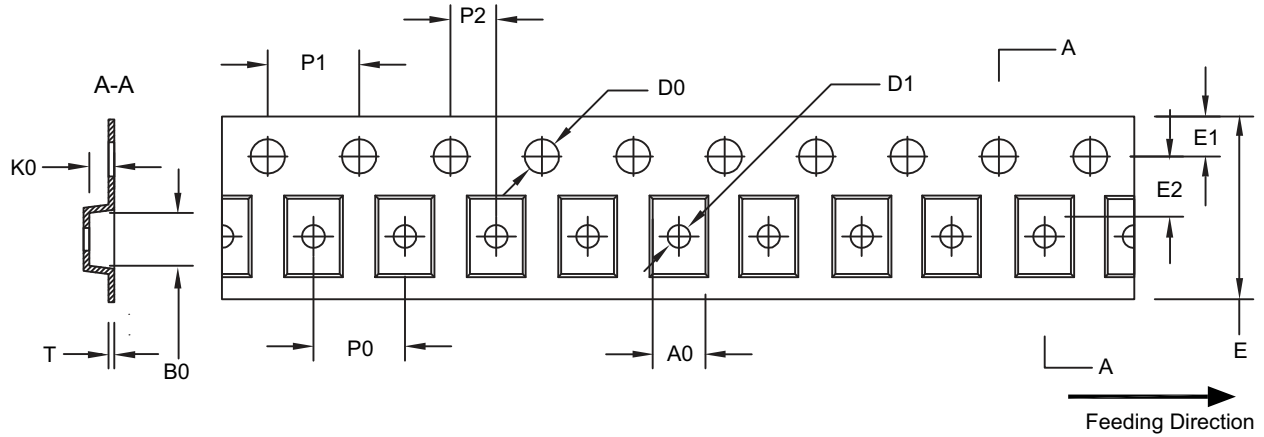 P2
P1
A
A-A
D0
D1
E1
K0
E2
P0
A0
T
B0
E
A
Feeding Direction